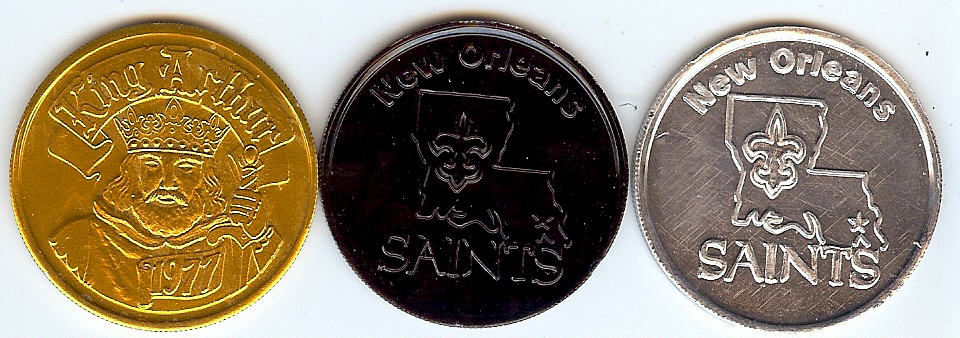 King Arthur
1977
New Orleans
SAINTS
New Orleans
SAINTS